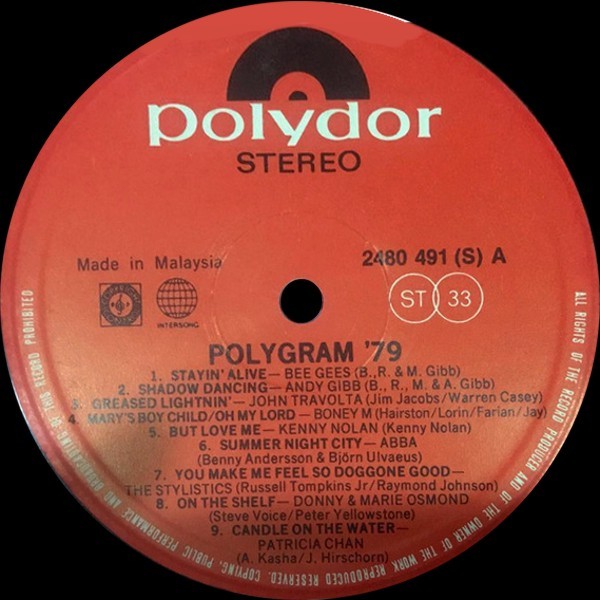 polydor
STEREO
Made in Malaysia
2480 491 (S) A
INTERSONG
ST 33
POLYGRAM '79
1. STAYIN' ALIVE — BEE GEES (B., R. & M. Gibb)
2. SHADOW DANCING — ANDY GIBB (B., R., M. & A. Gibb)
3. GREASED LIGHTNIN' — JOHN TRAVOLTA (Jim Jacobs/Warren Casey)
4. MARY'S BOY CHILD/OH MY LORD — BONEY M (Hairston/Lorin/Farian/Jay)
5. BUT LOVE ME — KENNY NOLAN (Kenny Nolan)
6. SUMMER NIGHT CITY — ABBA
(Benny Andersson & Björn Ulvaeus)
7. YOU MAKE ME FEEL SO DOGGONE GOOD —
THE STYLISTICS (Russell Tompkins Jr/Raymond Johnson)
8. ON THE SHELF — DONNY & MARIE OSMOND
(Steve Voice/Peter Yellowstone)
9. CANDLE ON THE WATER —
PATRICIA CHAN
(A. Kasha/J. Hirschorn)
ALL RIGHTS OF THE RECORD PRODUCER AND OF THE OWNER OF THE WORK REPRODUCED RESERVED. COPYING, PUBLIC PERFORMANCE AND BROADCASTING OF THIS RECORD PROHIBITED